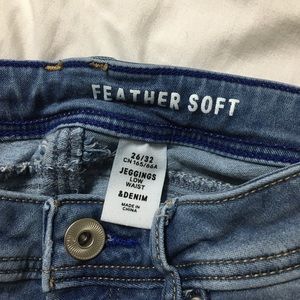 FEATHER SOFT
26/32
CN 165/66A
JEGGINGS
LOW
WAIST
&DENIM
MADE IN
CHINA